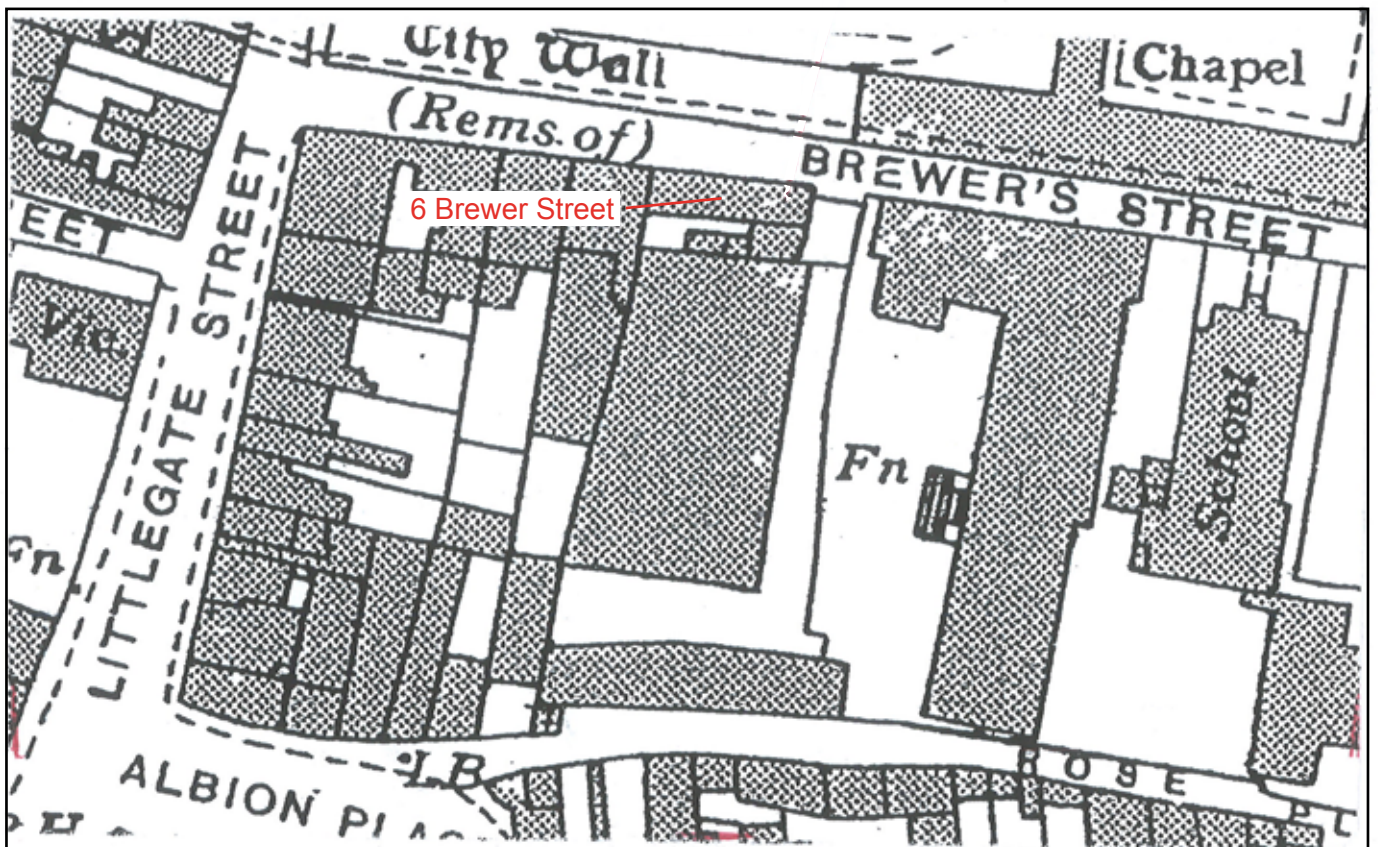 City Wall
(Rems. of)
Chapel
BREWER'S STREET
6 Brewer Street
EET
LITTLEGATE STREET
Vic.
Fn
School
Fn
L B
ALBION PLAC
ROSE PL